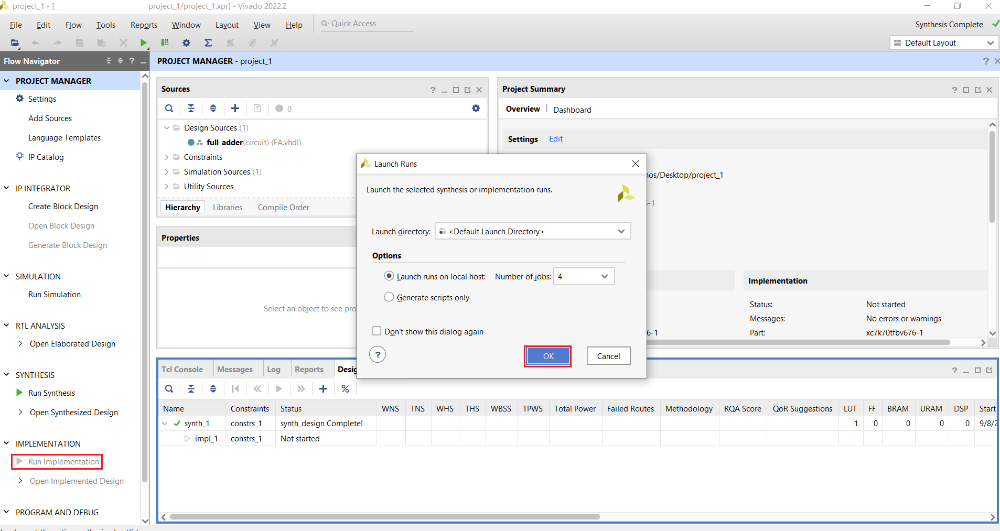 project_1 - [ project_1/project_1.xpr] - Vivado 2022.2
File Edit Flow Tools Reports Window Layout View Help Quick Access Synthesis Complete
Default Layout
Flow Navigator
PROJECT MANAGER - project_1
PROJECT MANAGER
Settings
Add Sources
Language Templates
IP Catalog
IP INTEGRATOR
Create Block Design
Open Block Design
Generate Block Design
SIMULATION
Run Simulation
RTL ANALYSIS
Open Elaborated Design
SYNTHESIS
Run Synthesis
Open Synthesized Design
IMPLEMENTATION
Run Implementation
Open Implemented Design
PROGRAM AND DEBUG
Sources
0
Design Sources (1)
full_adder(circuit) (FA.vhdl)
Constraints
Simulation Sources (1)
Utility Sources
Hierarchy Libraries Compile Order
Properties
Select an object to see pro
Project Summary
Overview Dashboard
Settings Edit
nos/Desktop/project_1
6-1
Implementation
Status: Not started
Messages: No errors or warnings
6-1 Part: xc7k70tfbv676-1
Launch Runs
Launch the selected synthesis or implementation runs.
Launch directory: <Default Launch Directory>
Options
Launch runs on local host: Number of jobs: 4
Generate scripts only
Don't show this dialog again
? OK Cancel
Tcl Console Messages Log Reports Desig
Name Constraints Status WNS TNS WHS THS WBSS TPWS Total Power Failed Routes Methodology RQA Score QoR Suggestions LUT FF BRAM URAM DSP Start
synth_1 constrs_1 synth_design Complete! 1 0 0 0 0 9/8/2
impl_1 constrs_1 Not started